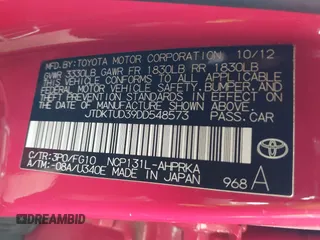 MFD.BY:TOYOTA MOTOR CORPORATION 10/12
GVWR 3330LB GAWR FR 1830LB RR 1830LB
THIS VEHICLE CONFORMS TO ALL APPLICABLE
FEDERAL MOTOR VEHICLE SAFETY, BUMPER, AND
THEFT PREVENTION STANDARDS IN EFFECT ON
THE DATE OF MANUFACTURE SHOWN ABOVE.
JTDKTUD39DD548573 PASS.CAR
C/TR:3P0/FG10 NCP131L-AHPRKA
A/TM:-08A/U340E MADE IN JAPAN 968 A
DREAMBID